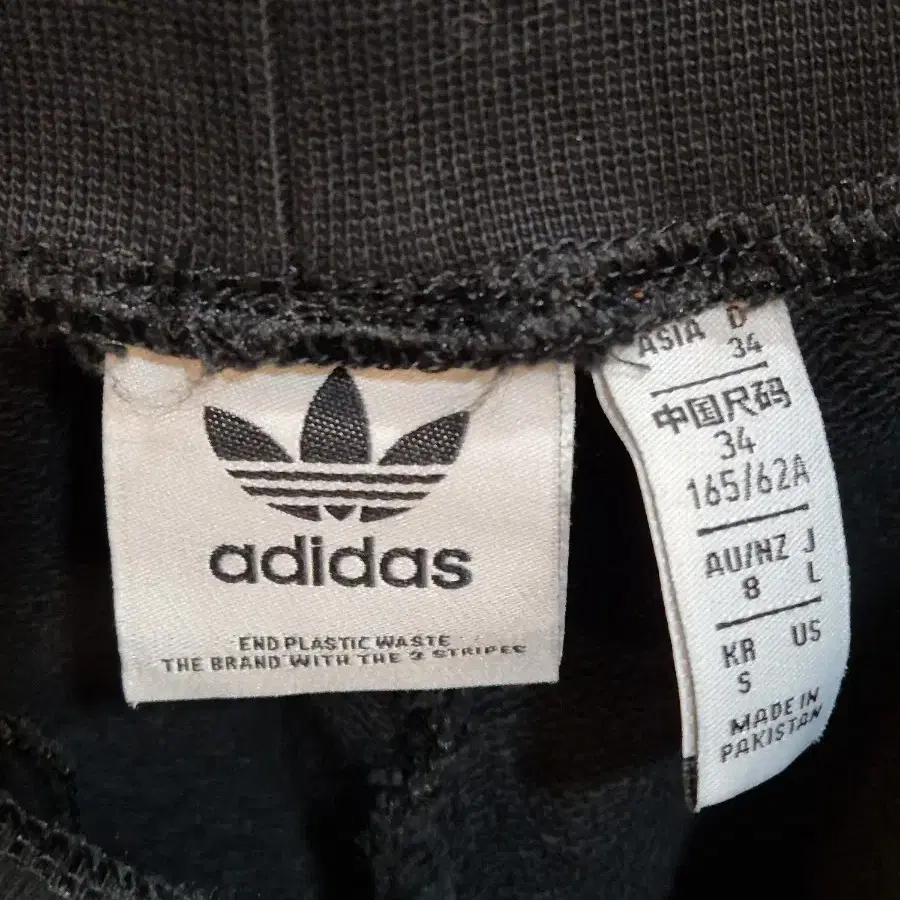 adidas
END PLASTIC WASTE
THE BRAND WITH THE 3 STRIPES
ASIA D
34
中国尺码
34
165/62A
AU/NZ J
8 L
KR US
S
MADE IN
PAKISTAN